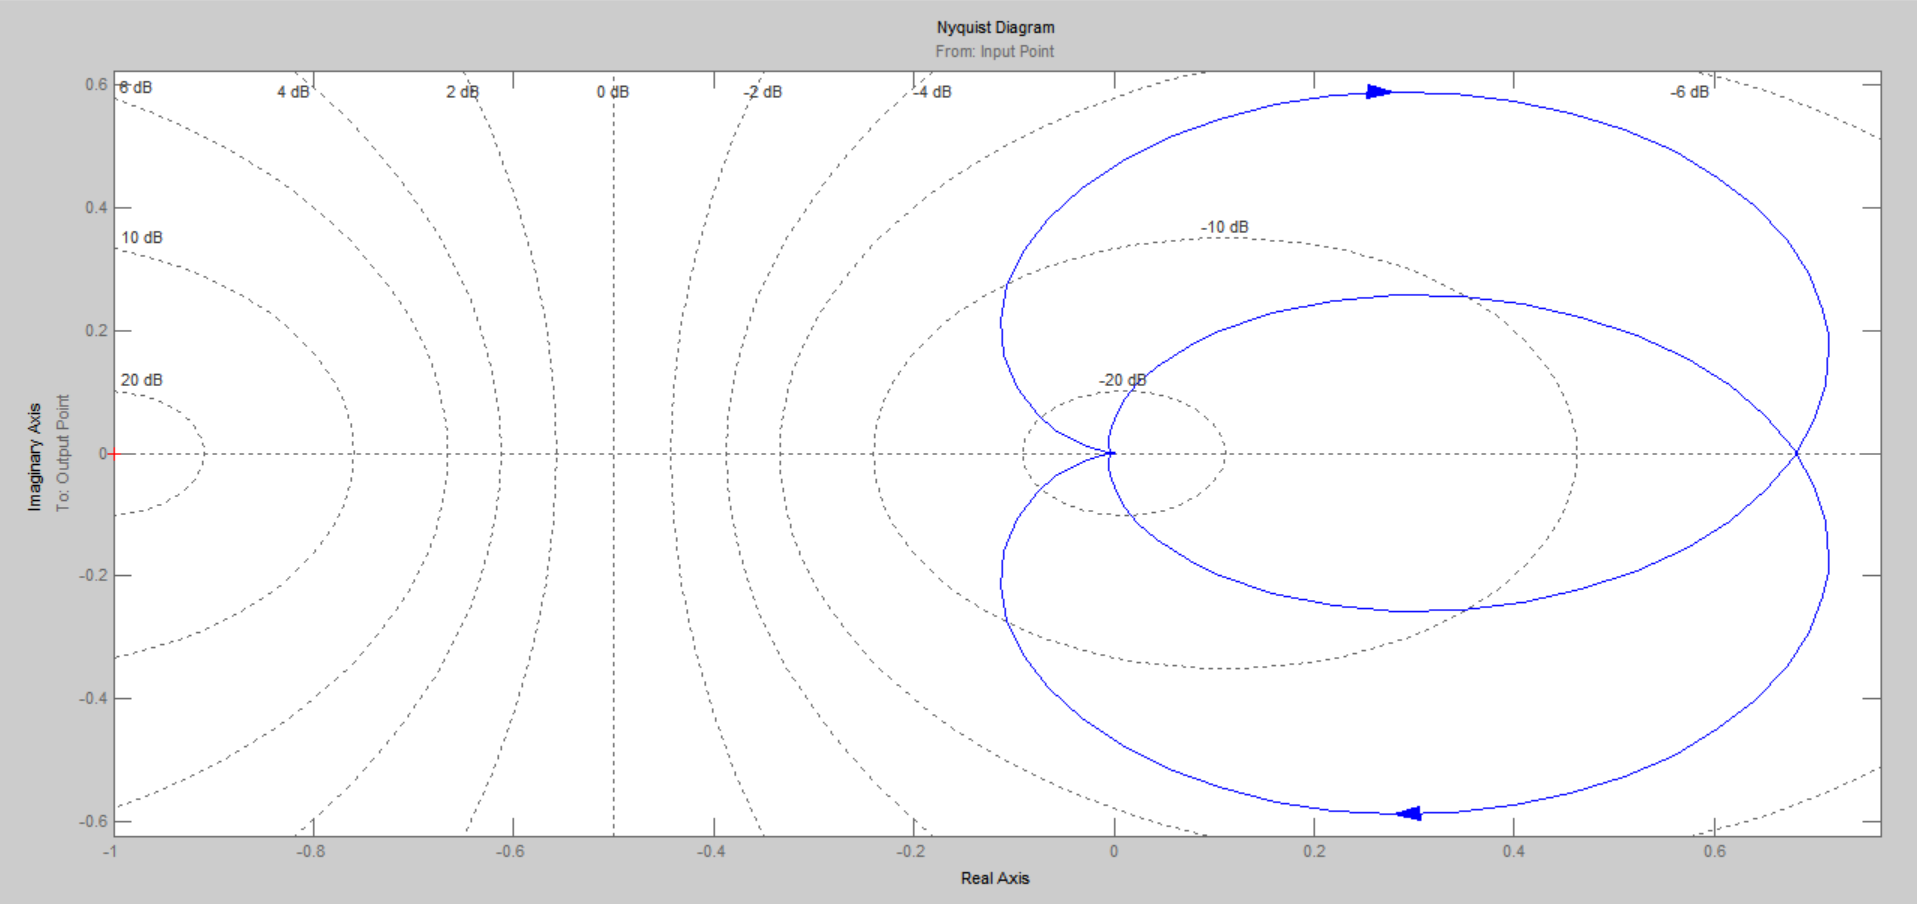 Nyquist Diagram
From: Input Point
0.6
6 dB
4 dB
2 dB
0 dB
-2 dB
-4 dB
-6 dB
0.4
10 dB
-10 dB
0.2
20 dB
-20 dB
0
-0.2
-0.4
-0.6
Imaginary Axis
To: Output Point
-1
-0.8
-0.6
-0.4
-0.2
0
0.2
0.4
0.6
Real Axis